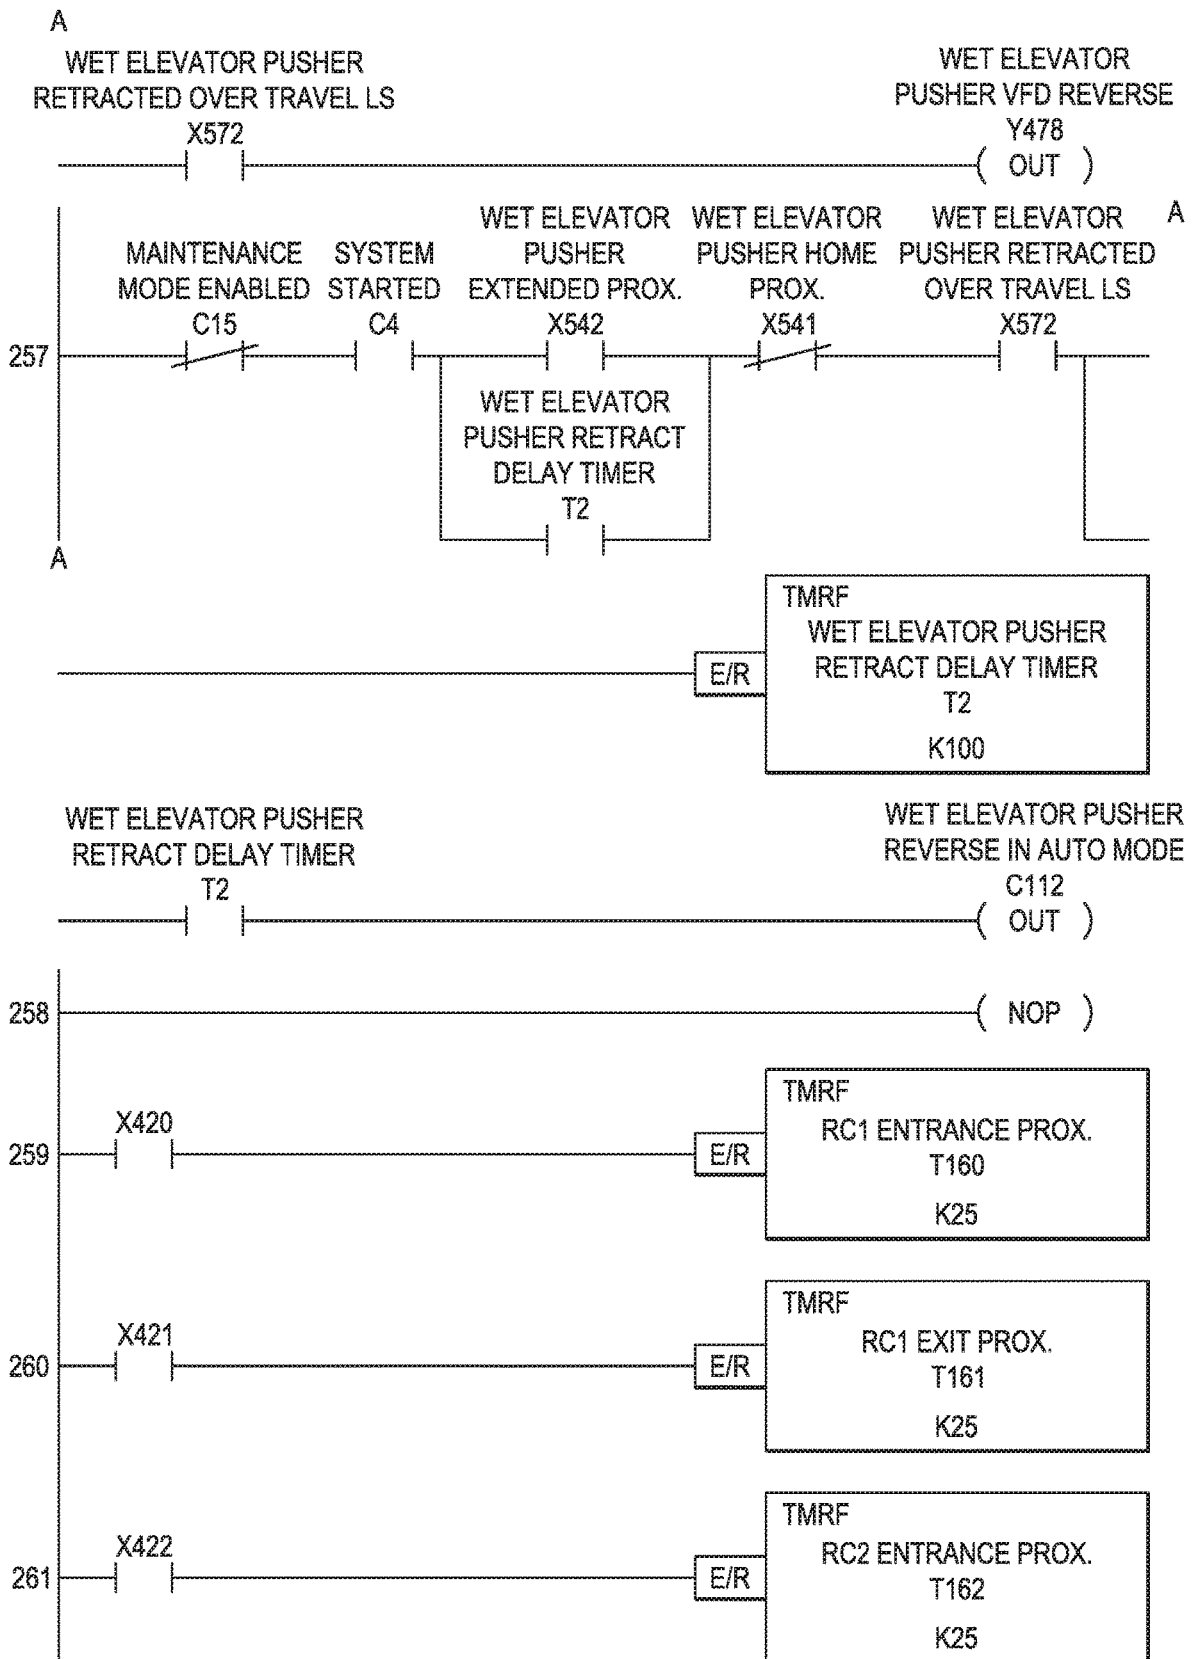 A
WET ELEVATOR PUSHER
RETRACTED OVER TRAVEL LS
X572
WET ELEVATOR
PUSHER VFD REVERSE
Y478
( OUT )
A
257
MAINTENANCE
MODE ENABLED
C15
SYSTEM
STARTED
C4
WET ELEVATOR
PUSHER
EXTENDED PROX.
X542
WET ELEVATOR
PUSHER HOME
PROX.
X541
WET ELEVATOR
PUSHER RETRACTED
OVER TRAVEL LS
X572
WET ELEVATOR
PUSHER RETRACT
DELAY TIMER
T2
A
E/R
TMRF
WET ELEVATOR PUSHER
RETRACT DELAY TIMER
T2
K100
WET ELEVATOR PUSHER
RETRACT DELAY TIMER
T2
WET ELEVATOR PUSHER
REVERSE IN AUTO MODE
C112
( OUT )
258
( NOP )
259
X420
E/R
TMRF
RC1 ENTRANCE PROX.
T160
K25
260
X421
E/R
TMRF
RC1 EXIT PROX.
T161
K25
261
X422
E/R
TMRF
RC2 ENTRANCE PROX.
T162
K25